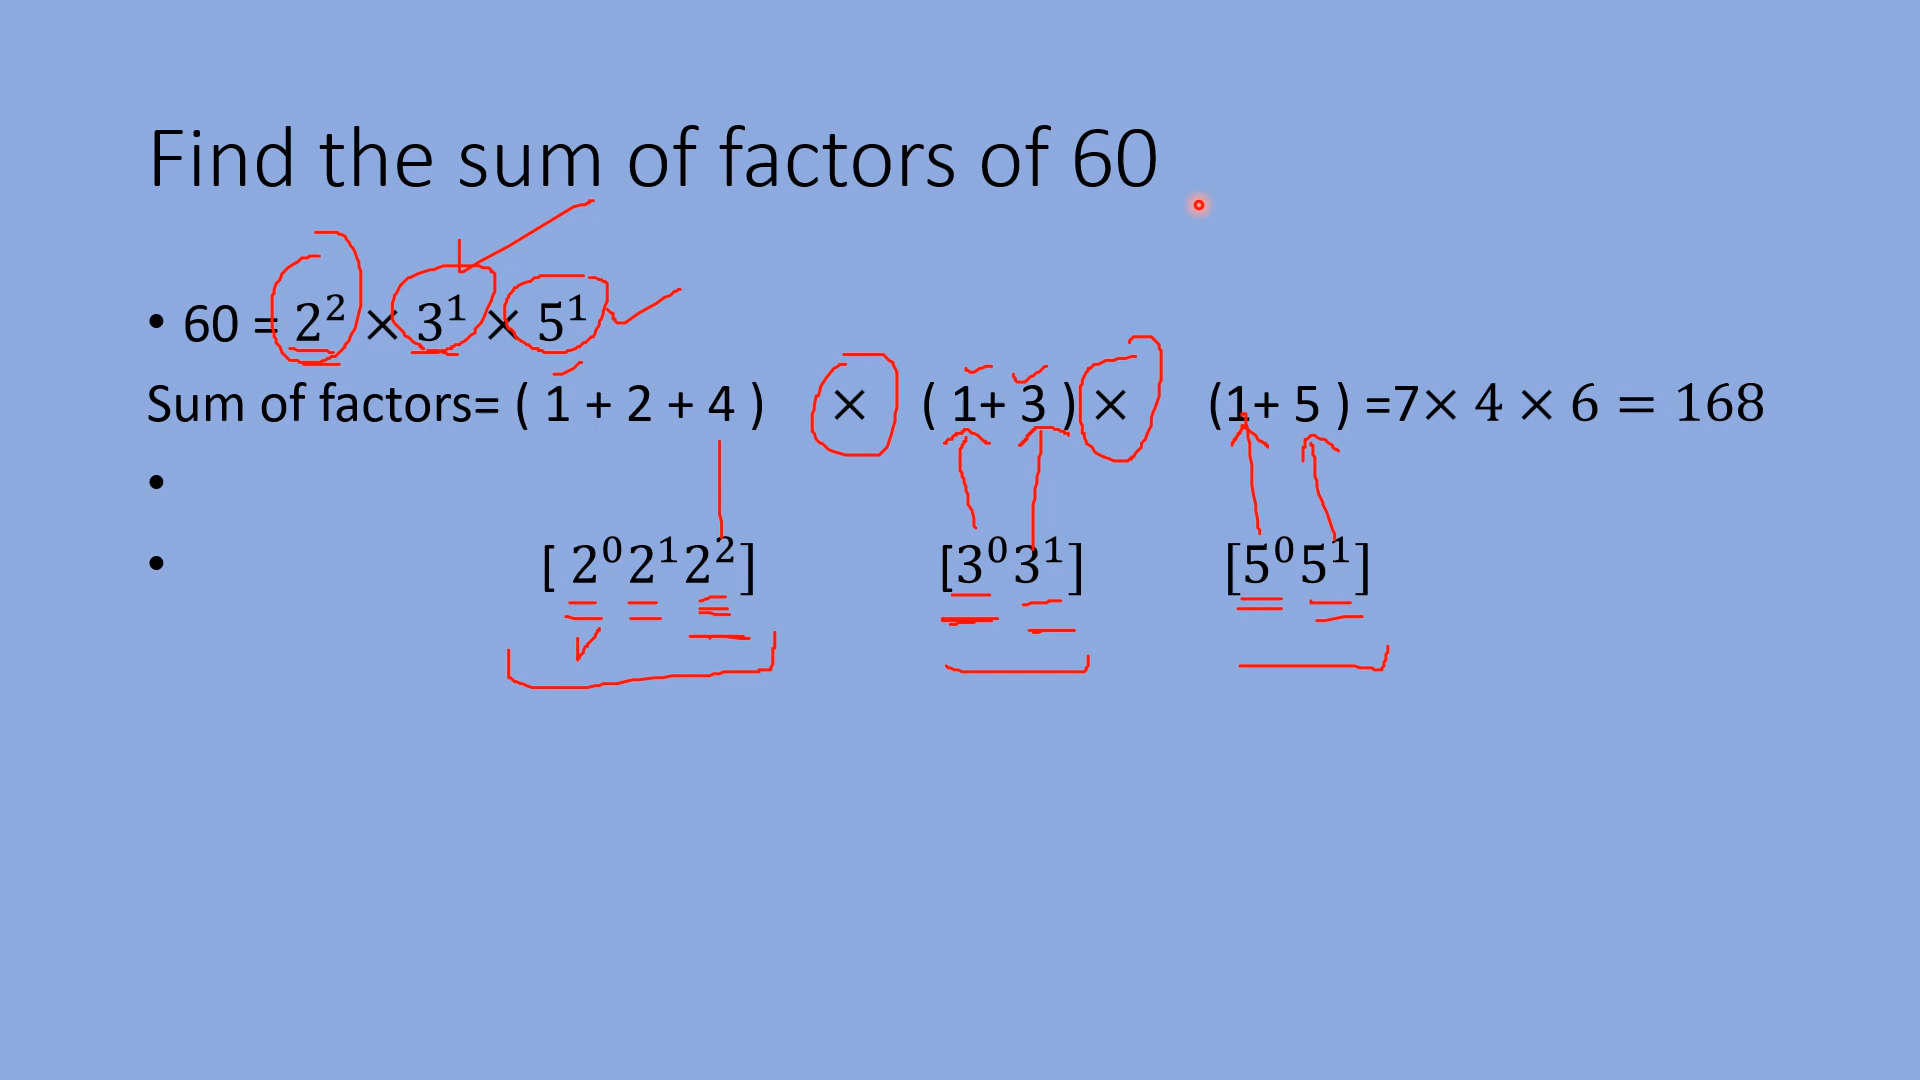 Find the sum of factors of 60
• 60 = 2² × 3¹ × 5¹
Sum of factors= ( 1 + 2 + 4 ) × ( 1+ 3 ) × (1+ 5 ) =7× 4 × 6 = 168
•
• [ 2⁰2¹2²] [3⁰3¹] [5⁰5¹]